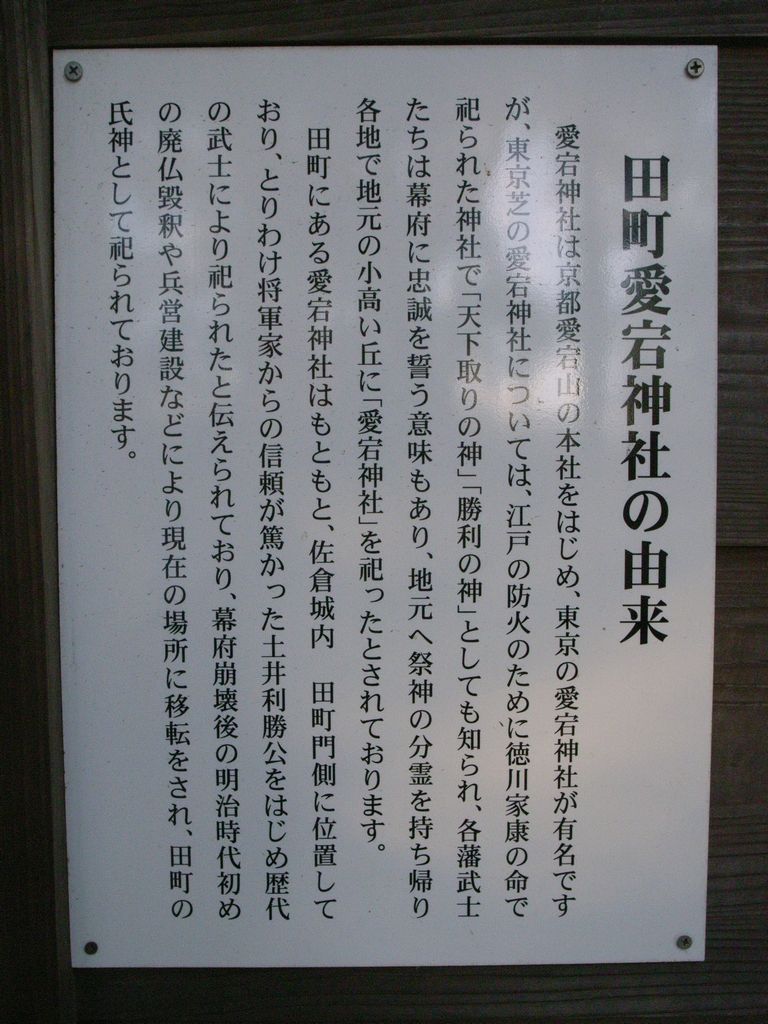 田町愛宕神社の由来
愛宕神社は京都愛宕山の本社をはじめ、東京の愛宕神社が有名です
が、東京芝の愛宕神社については、江戸の防火のために徳川家康の命で
祀られた神社で「天下取りの神」「勝利の神」としても知られ、各藩武士
たちは幕府に忠誠を誓う意味もあり、地元へ祭神の分霊を持ち帰り
各地で地元の小高い丘に「愛宕神社」を祀ったとされております。
田町にある愛宕神社はもともと、佐倉城内　田町門側に位置して
おり、とりわけ将軍家からの信頼が篤かった土井利勝公をはじめ歴代
の武士により祀られたと伝えられており、幕府崩壊後の明治時代初め
の廃仏毀釈や兵営建設などにより現在の場所に移転をされ、田町の
氏神として祀られております。